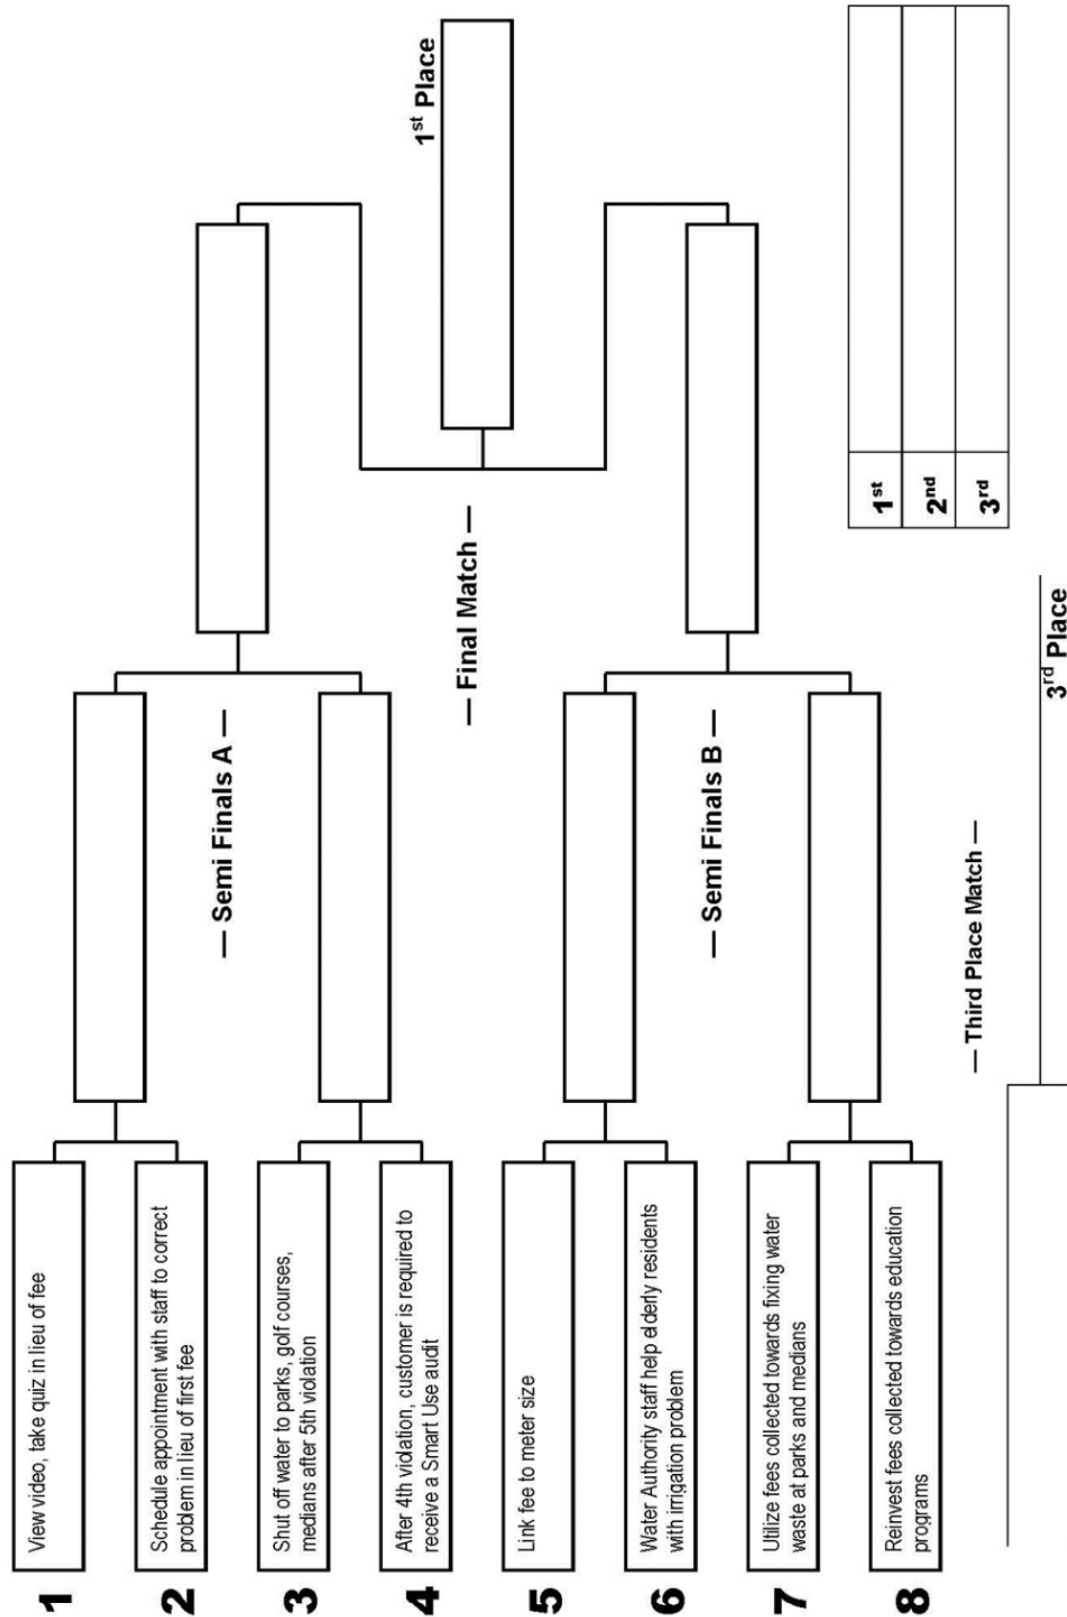 1
View video, take quiz in lieu of fee
2
Schedule appointment with staff to correct
problem in lieu of first fee
3
Shut off water to parks, golf courses,
medians after 5th violation
4
After 4th violation, customer is required to
receive a Smart Use audit
5
Link fee to meter size
6
Water Authority staff help elderly residents
with irrigation problem
7
Utilize fees collected towards fixing water
waste at parks and medians
8
Reinvest fees collected towards education
programs
— Semi Finals A —
— Semi Finals B —
— Final Match —
1st Place
— Third Place Match —
3rd Place
1st
2nd
3rd